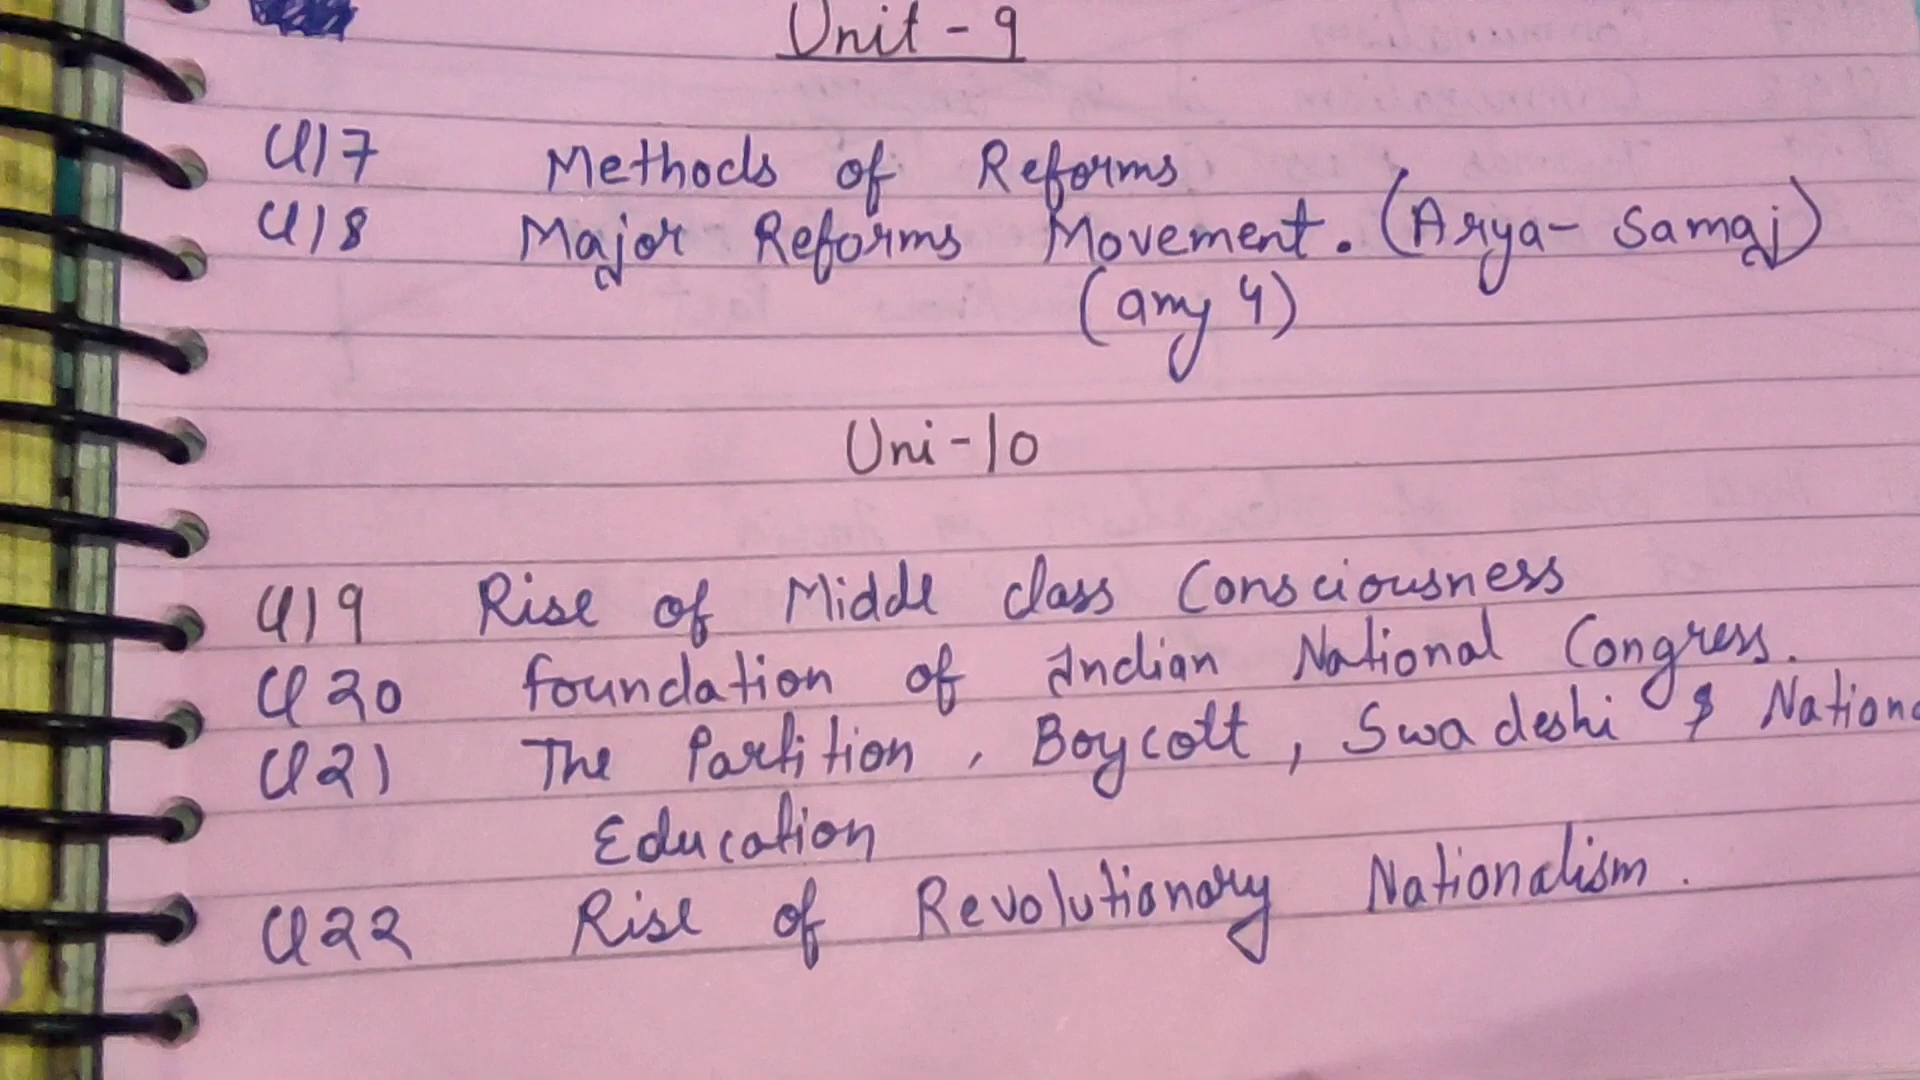 Unit - 9
Q17 Methods of Reforms
Q18 Major Reforms Movement. (Arya- Samaj)
(any 4)
Uni-10
Q19 Rise of Middle class Consciousness
Q20 foundation of Indian National Congress.
Q21 The Partition, Boycott, Swadeshi & Nationa
Education
Q22 Rise of Revolutionary Nationalism.